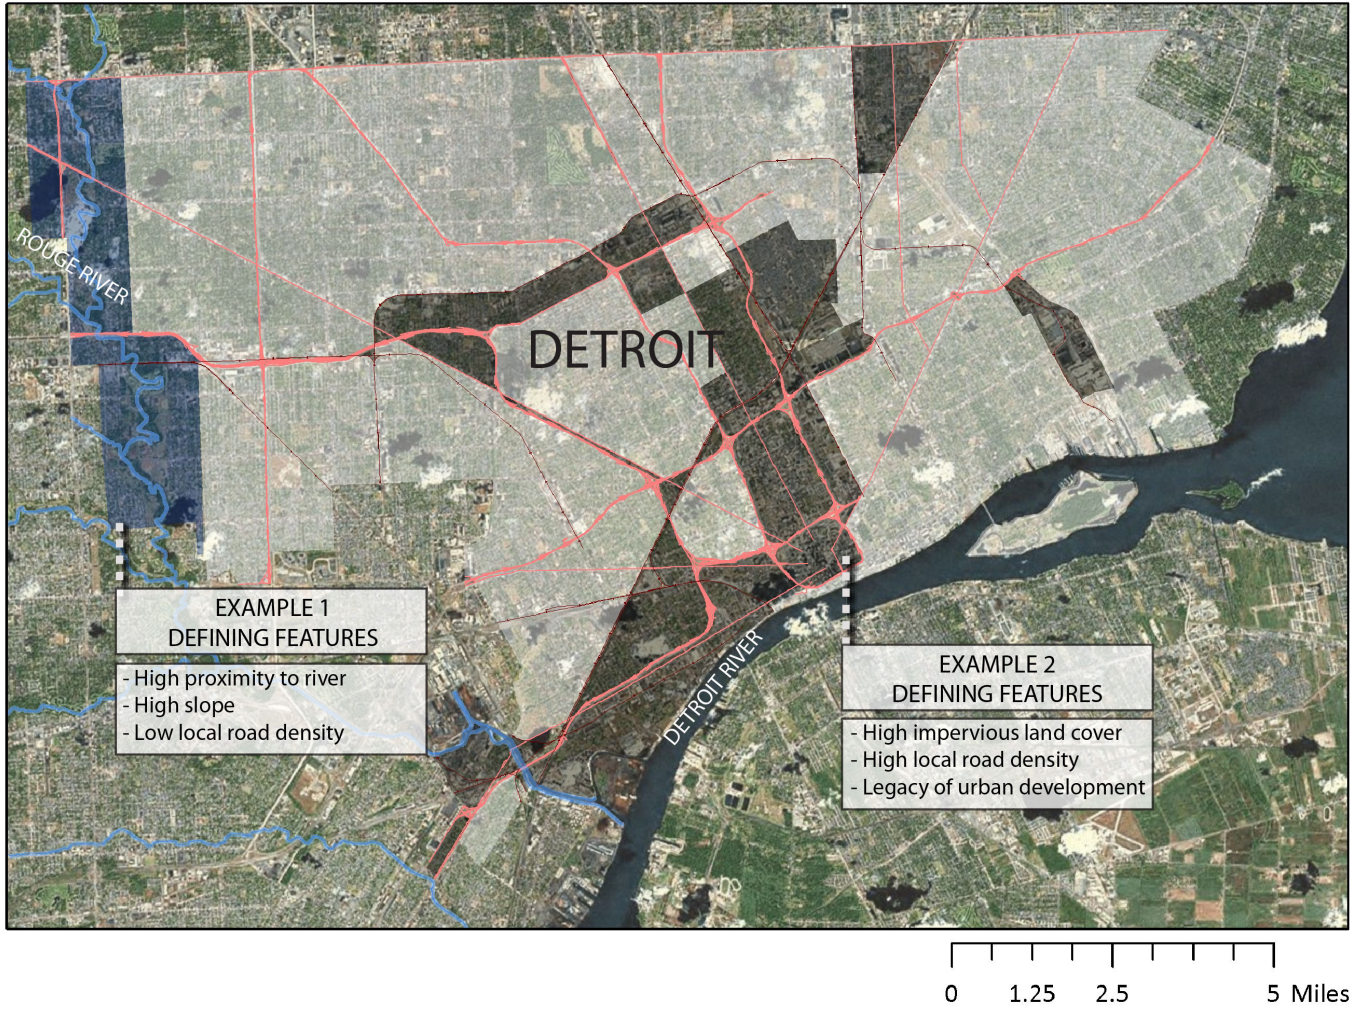 DETROIT
ROUGE RIVER
EXAMPLE 1
DEFINING FEATURES
- High proximity to river
- High slope
- Low local road density
DETROIT RIVER
EXAMPLE 2
DEFINING FEATURES
- High impervious land cover
- High local road density
- Legacy of urban development
0 1.25 2.5 5 Miles